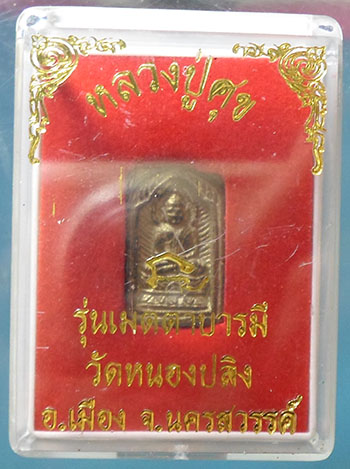 หลวงปู่ศุข
รุ่นเมตตาบารมี
วัดหนองปลิง
อ.เมือง จ.นครสวรรค์